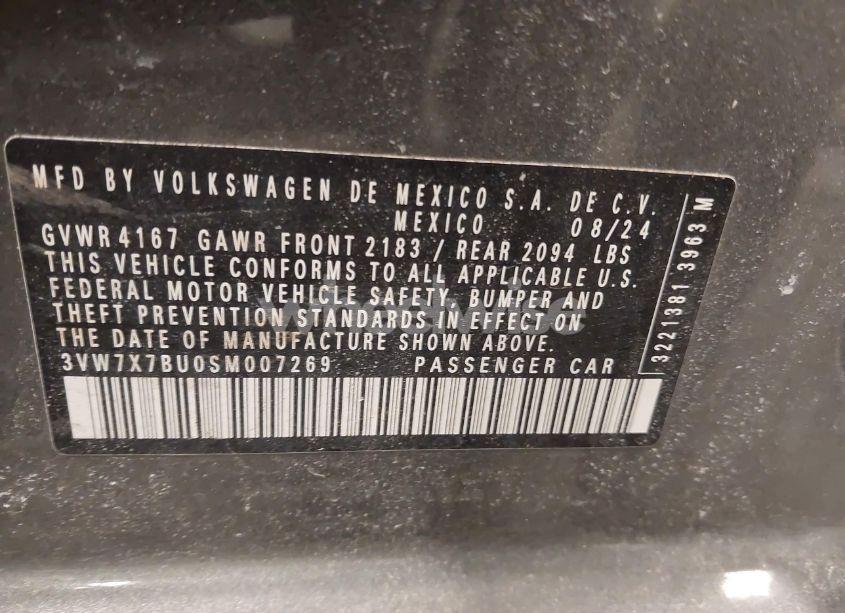 MFD BY VOLKSWAGEN DE MEXICO S.A. DE C.V.
MEXICO 08/24
GVWR 4167 GAWR FRONT 2183 / REAR 2094 LBS
THIS VEHICLE CONFORMS TO ALL APPLICABLE U.S.
FEDERAL MOTOR VEHICLE SAFETY, BUMPER AND
THEFT PREVENTION STANDARDS IN EFFECT ON
THE DATE OF MANUFACTURE SHOWN ABOVE.
3VW7X7BU0SM007269 PASSENGER CAR
3221381 3963 M